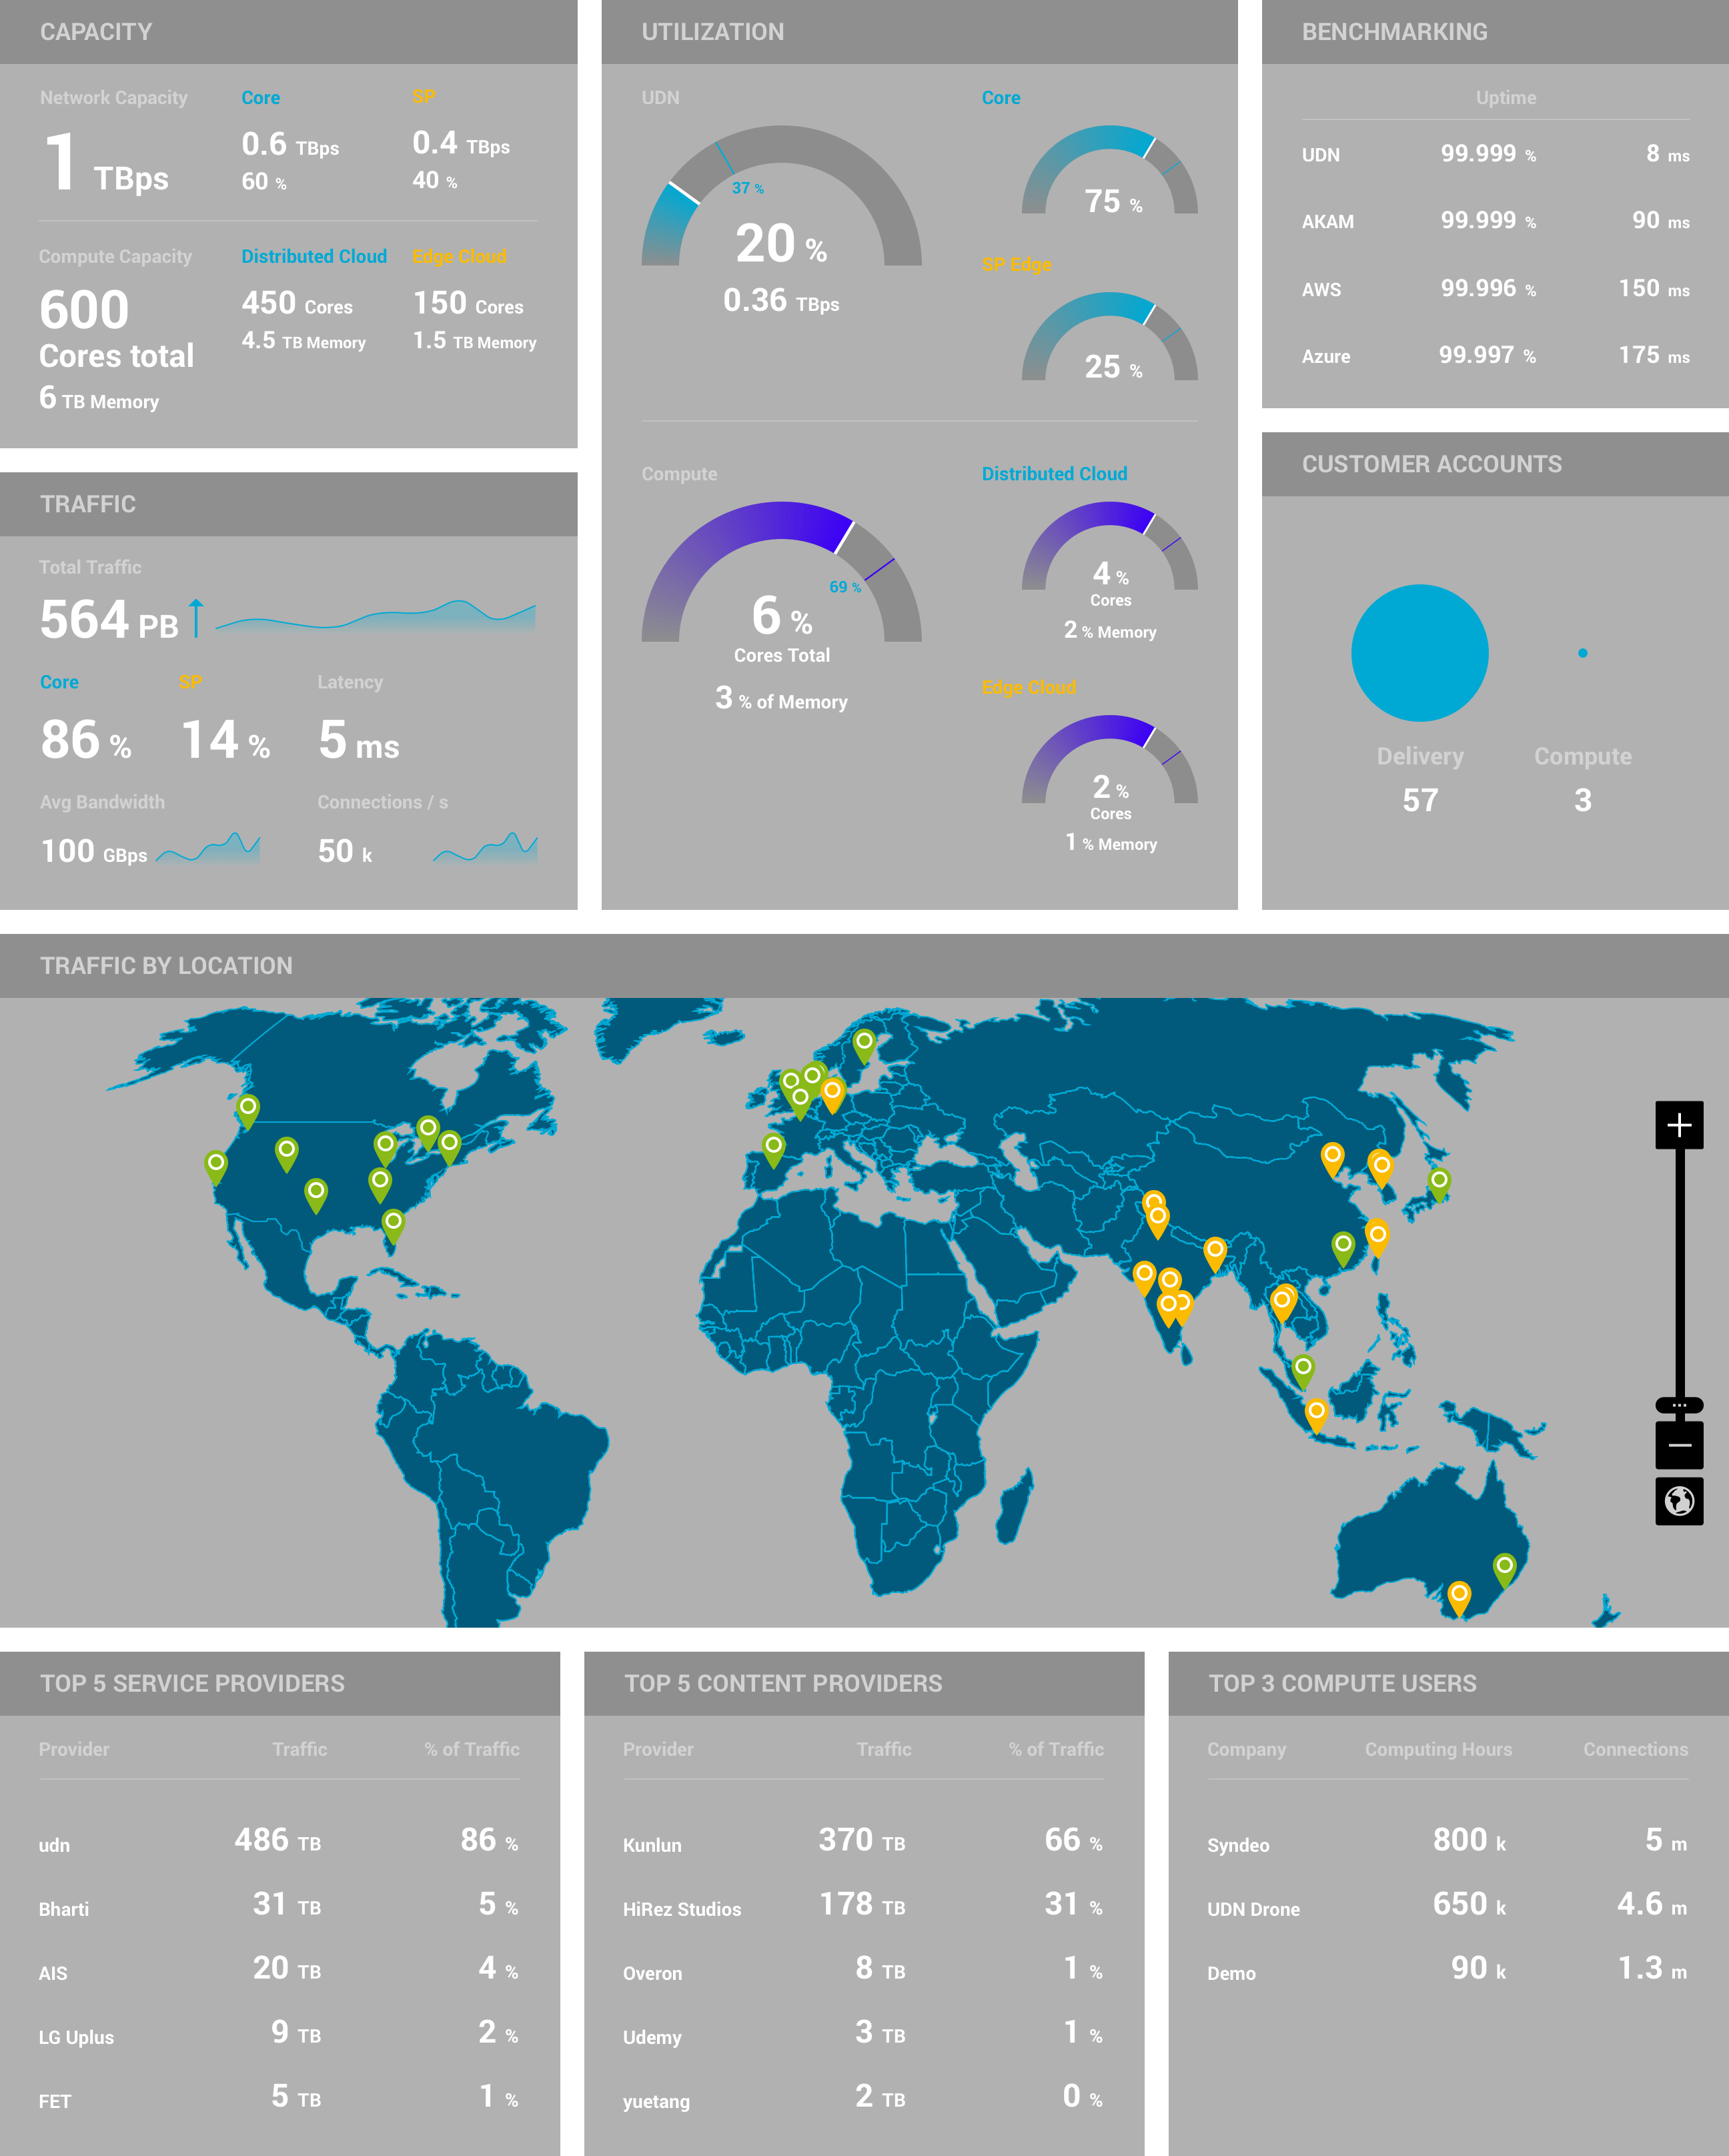 CAPACITY
Network Capacity
1 TBps
Core
0.6 TBps
60 %
SP
0.4 TBps
40 %
Compute Capacity
600
Cores total
6 TB Memory
Distributed Cloud
450 Cores
4.5 TB Memory
Edge Cloud
150 Cores
1.5 TB Memory
TRAFFIC
Total Traffic
564 PB
Core
86 %
SP
14 %
Latency
5 ms
Avg Bandwidth
100 GBps
Connections / s
50 k
UTILIZATION
UDN
37 %
20 %
0.36 TBps
Core
75 %
SP Edge
25 %
Compute
69 %
6 %
Cores Total
3 % of Memory
Distributed Cloud
4 %
Cores
2 % Memory
Edge Cloud
2 %
Cores
1 % Memory
BENCHMARKING
Uptime
UDN 99.999 % 8 ms
AKAM 99.999 % 90 ms
AWS 99.996 % 150 ms
Azure 99.997 % 175 ms
CUSTOMER ACCOUNTS
Delivery
57
Compute
3
TRAFFIC BY LOCATION
TOP 5 SERVICE PROVIDERS
Provider Traffic % of Traffic
udn 486 TB 86 %
Bharti 31 TB 5 %
AIS 20 TB 4 %
LG Uplus 9 TB 2 %
FET 5 TB 1 %
TOP 5 CONTENT PROVIDERS
Provider Traffic % of Traffic
Kunlun 370 TB 66 %
HiRez Studios 178 TB 31 %
Overon 8 TB 1 %
Udemy 3 TB 1 %
yuetang 2 TB 0 %
TOP 3 COMPUTE USERS
Company Computing Hours Connections
Syndeo 800 k 5 m
UDN Drone 650 k 4.6 m
Demo 90 k 1.3 m